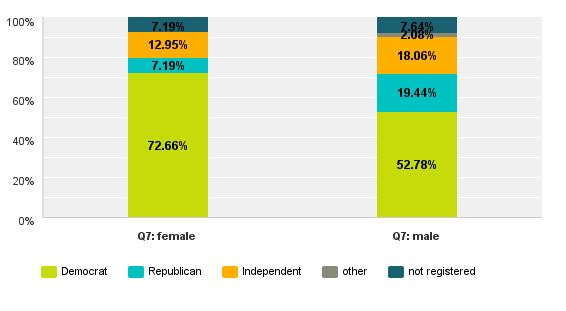 100%
7.19%
7.64%
2.08%
12.95%
18.06%
80%
7.19%
19.44%
60%
40%
72.66%
52.78%
20%
0%
Q7: female
Q7: male
Democrat
Republican
Independent
other
not registered